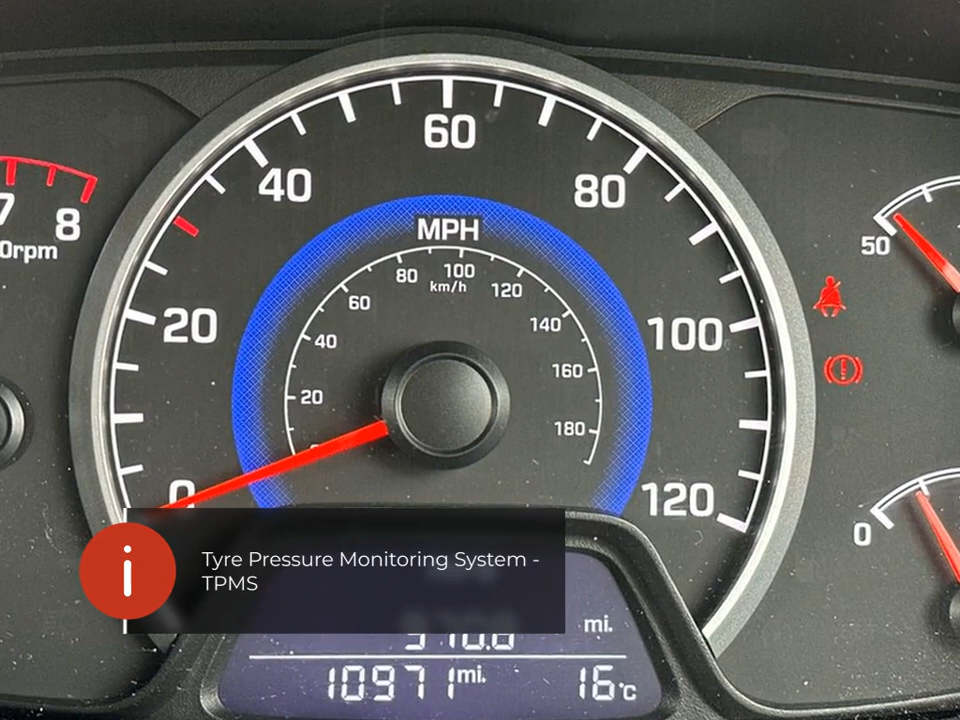 60
40
80
7
8
0rpm
MPH
50
80
100
km/h
60
120
40
140
20
100
160
20
180
0
120
0
Tyre Pressure Monitoring System -
TPMS
mi.
10971 mi.
16°C